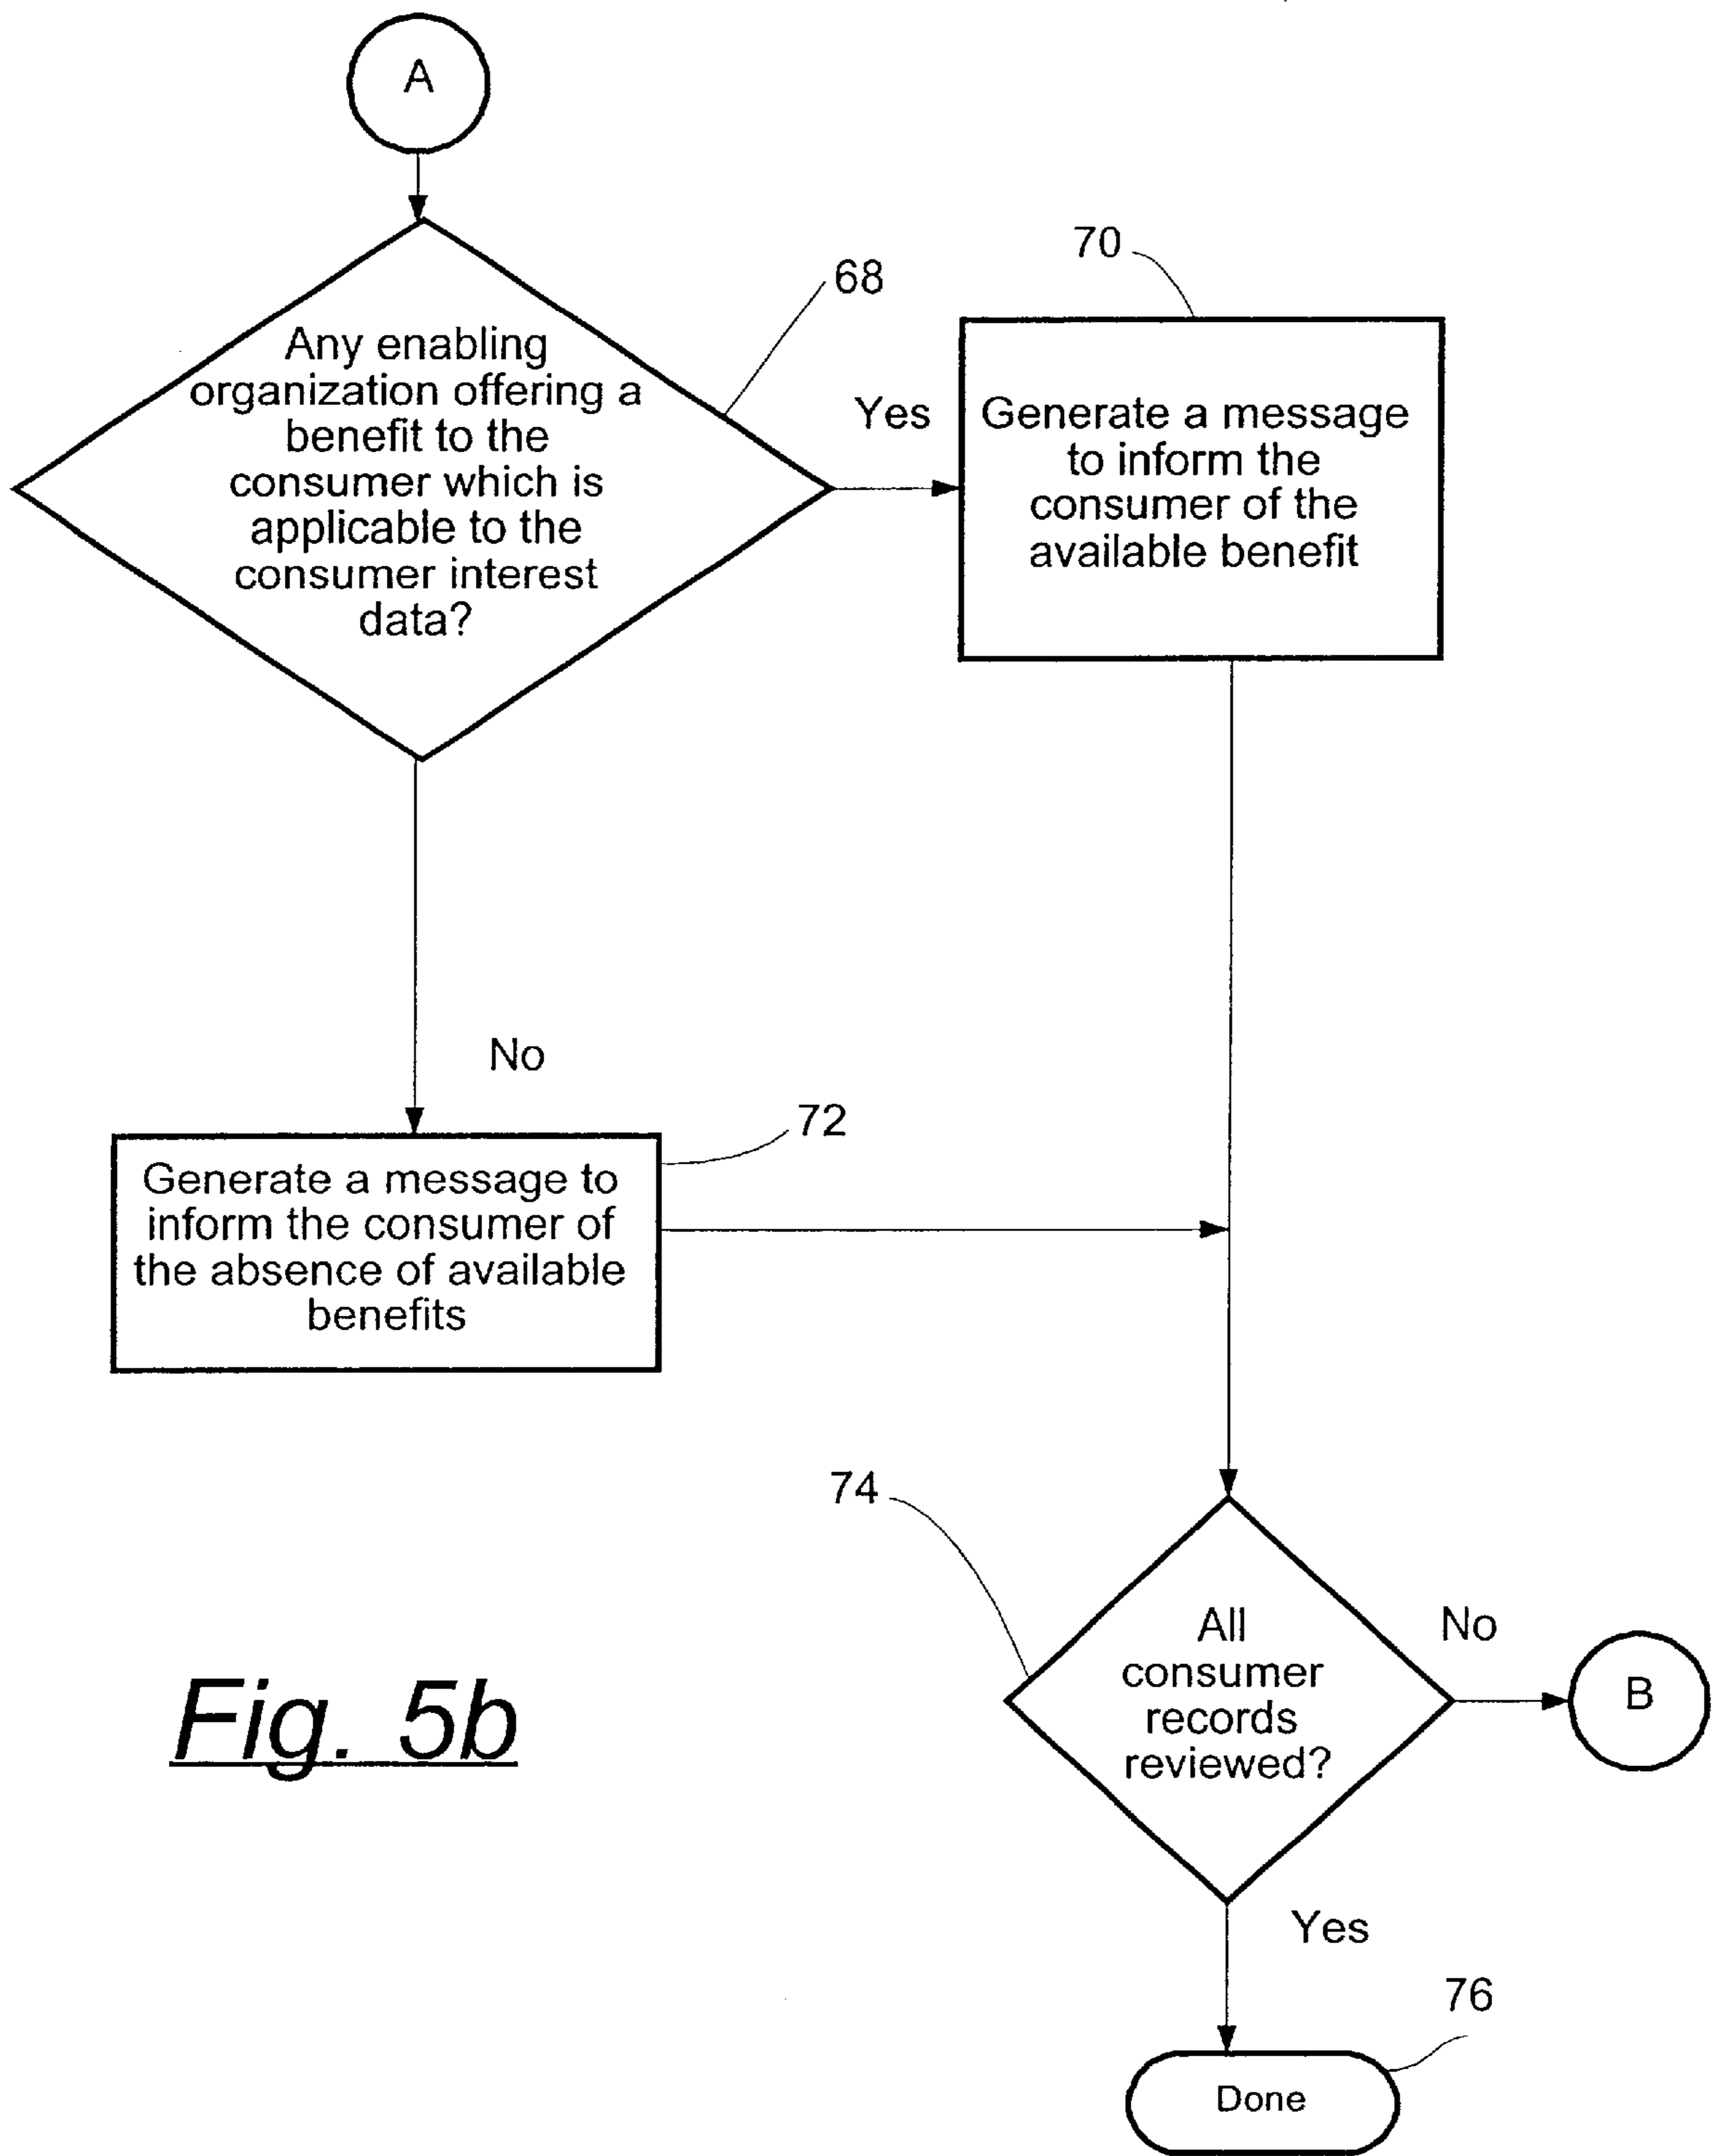 A
68
70
Any enabling
organization offering a
benefit to the
consumer which is
applicable to the
consumer interest
data?
Yes
Generate a message
to inform the
consumer of the
available benefit
No
72
Generate a message to
inform the consumer of
the absence of available
benefits
74
All
consumer
records
reviewed?
No
B
Fig. 5b
Yes
76
Done